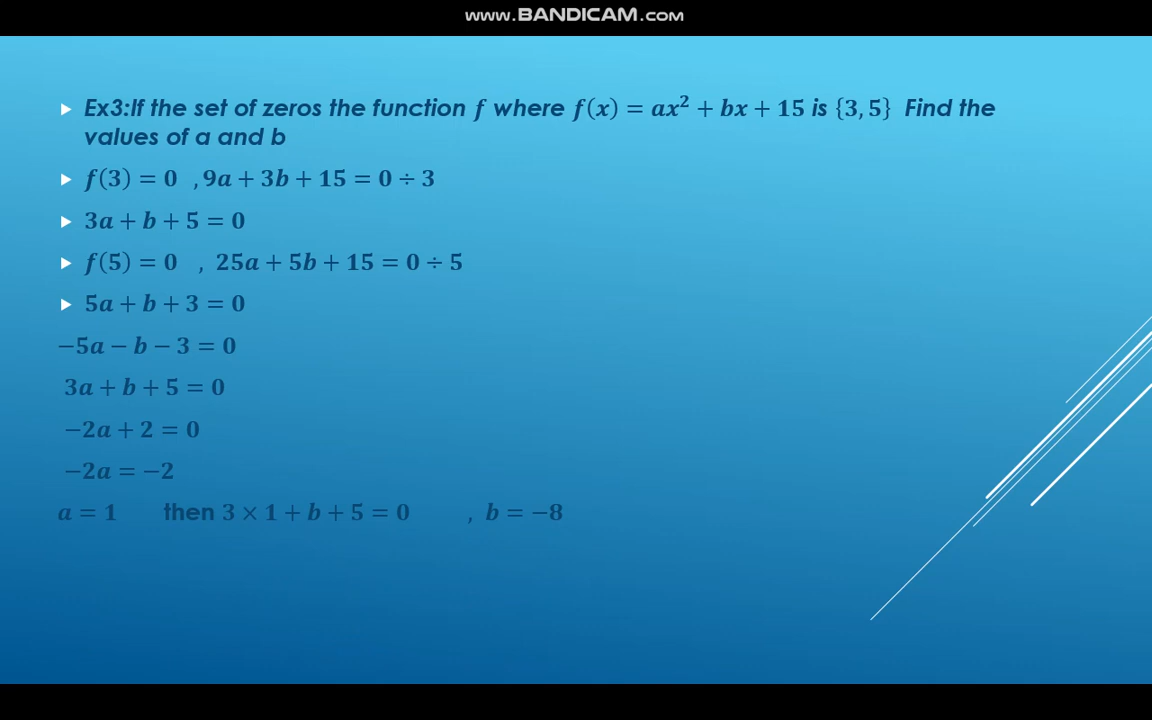 www.BANDICAM.com
Ex3:If the set of zeros the function f where f(x) = ax² + bx + 15 is {3, 5} Find the
values of a and b
f(3) = 0 , 9a + 3b + 15 = 0 ÷ 3
3a + b + 5 = 0
f(5) = 0 , 25a + 5b + 15 = 0 ÷ 5
5a + b + 3 = 0
−5a − b − 3 = 0
3a + b + 5 = 0
−2a + 2 = 0
−2a = −2
a = 1 then 3 × 1 + b + 5 = 0 , b = −8